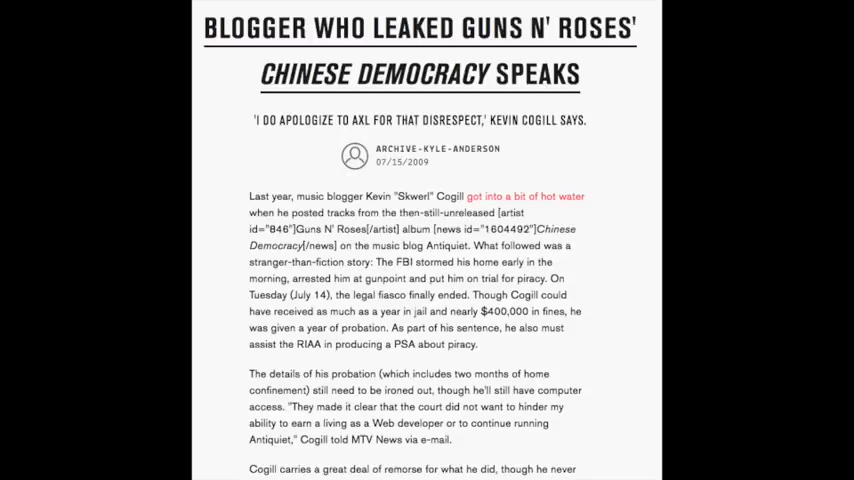 BLOGGER WHO LEAKED GUNS N' ROSES'
CHINESE DEMOCRACY SPEAKS
'I DO APOLOGIZE TO AXL FOR THAT DISRESPECT,' KEVIN COGILL SAYS.
ARCHIVE-KYLE-ANDERSON
07/15/2009
Last year, music blogger Kevin "Skwerl" Cogill got into a bit of hot water
when he posted tracks from the then-still-unreleased [artist
id="846"]Guns N' Roses[/artist] album [news id="1604492"]Chinese
Democracy[/news] on the music blog Antiquiet. What followed was a
stranger-than-fiction story: The FBI stormed his home early in the
morning, arrested him at gunpoint and put him on trial for piracy. On
Tuesday (July 14), the legal fiasco finally ended. Though Cogill could
have received as much as a year in jail and nearly $400,000 in fines, he
was given a year of probation. As part of his sentence, he also must
assist the RIAA in producing a PSA about piracy.
The details of his probation (which includes two months of home
confinement) still need to be ironed out, though he'll still have computer
access. "They made it clear that the court did not want to hinder my
ability to earn a living as a Web developer or to continue running
Antiquiet," Cogill told MTV News via e-mail.
Cogill carries a great deal of remorse for what he did, though he never